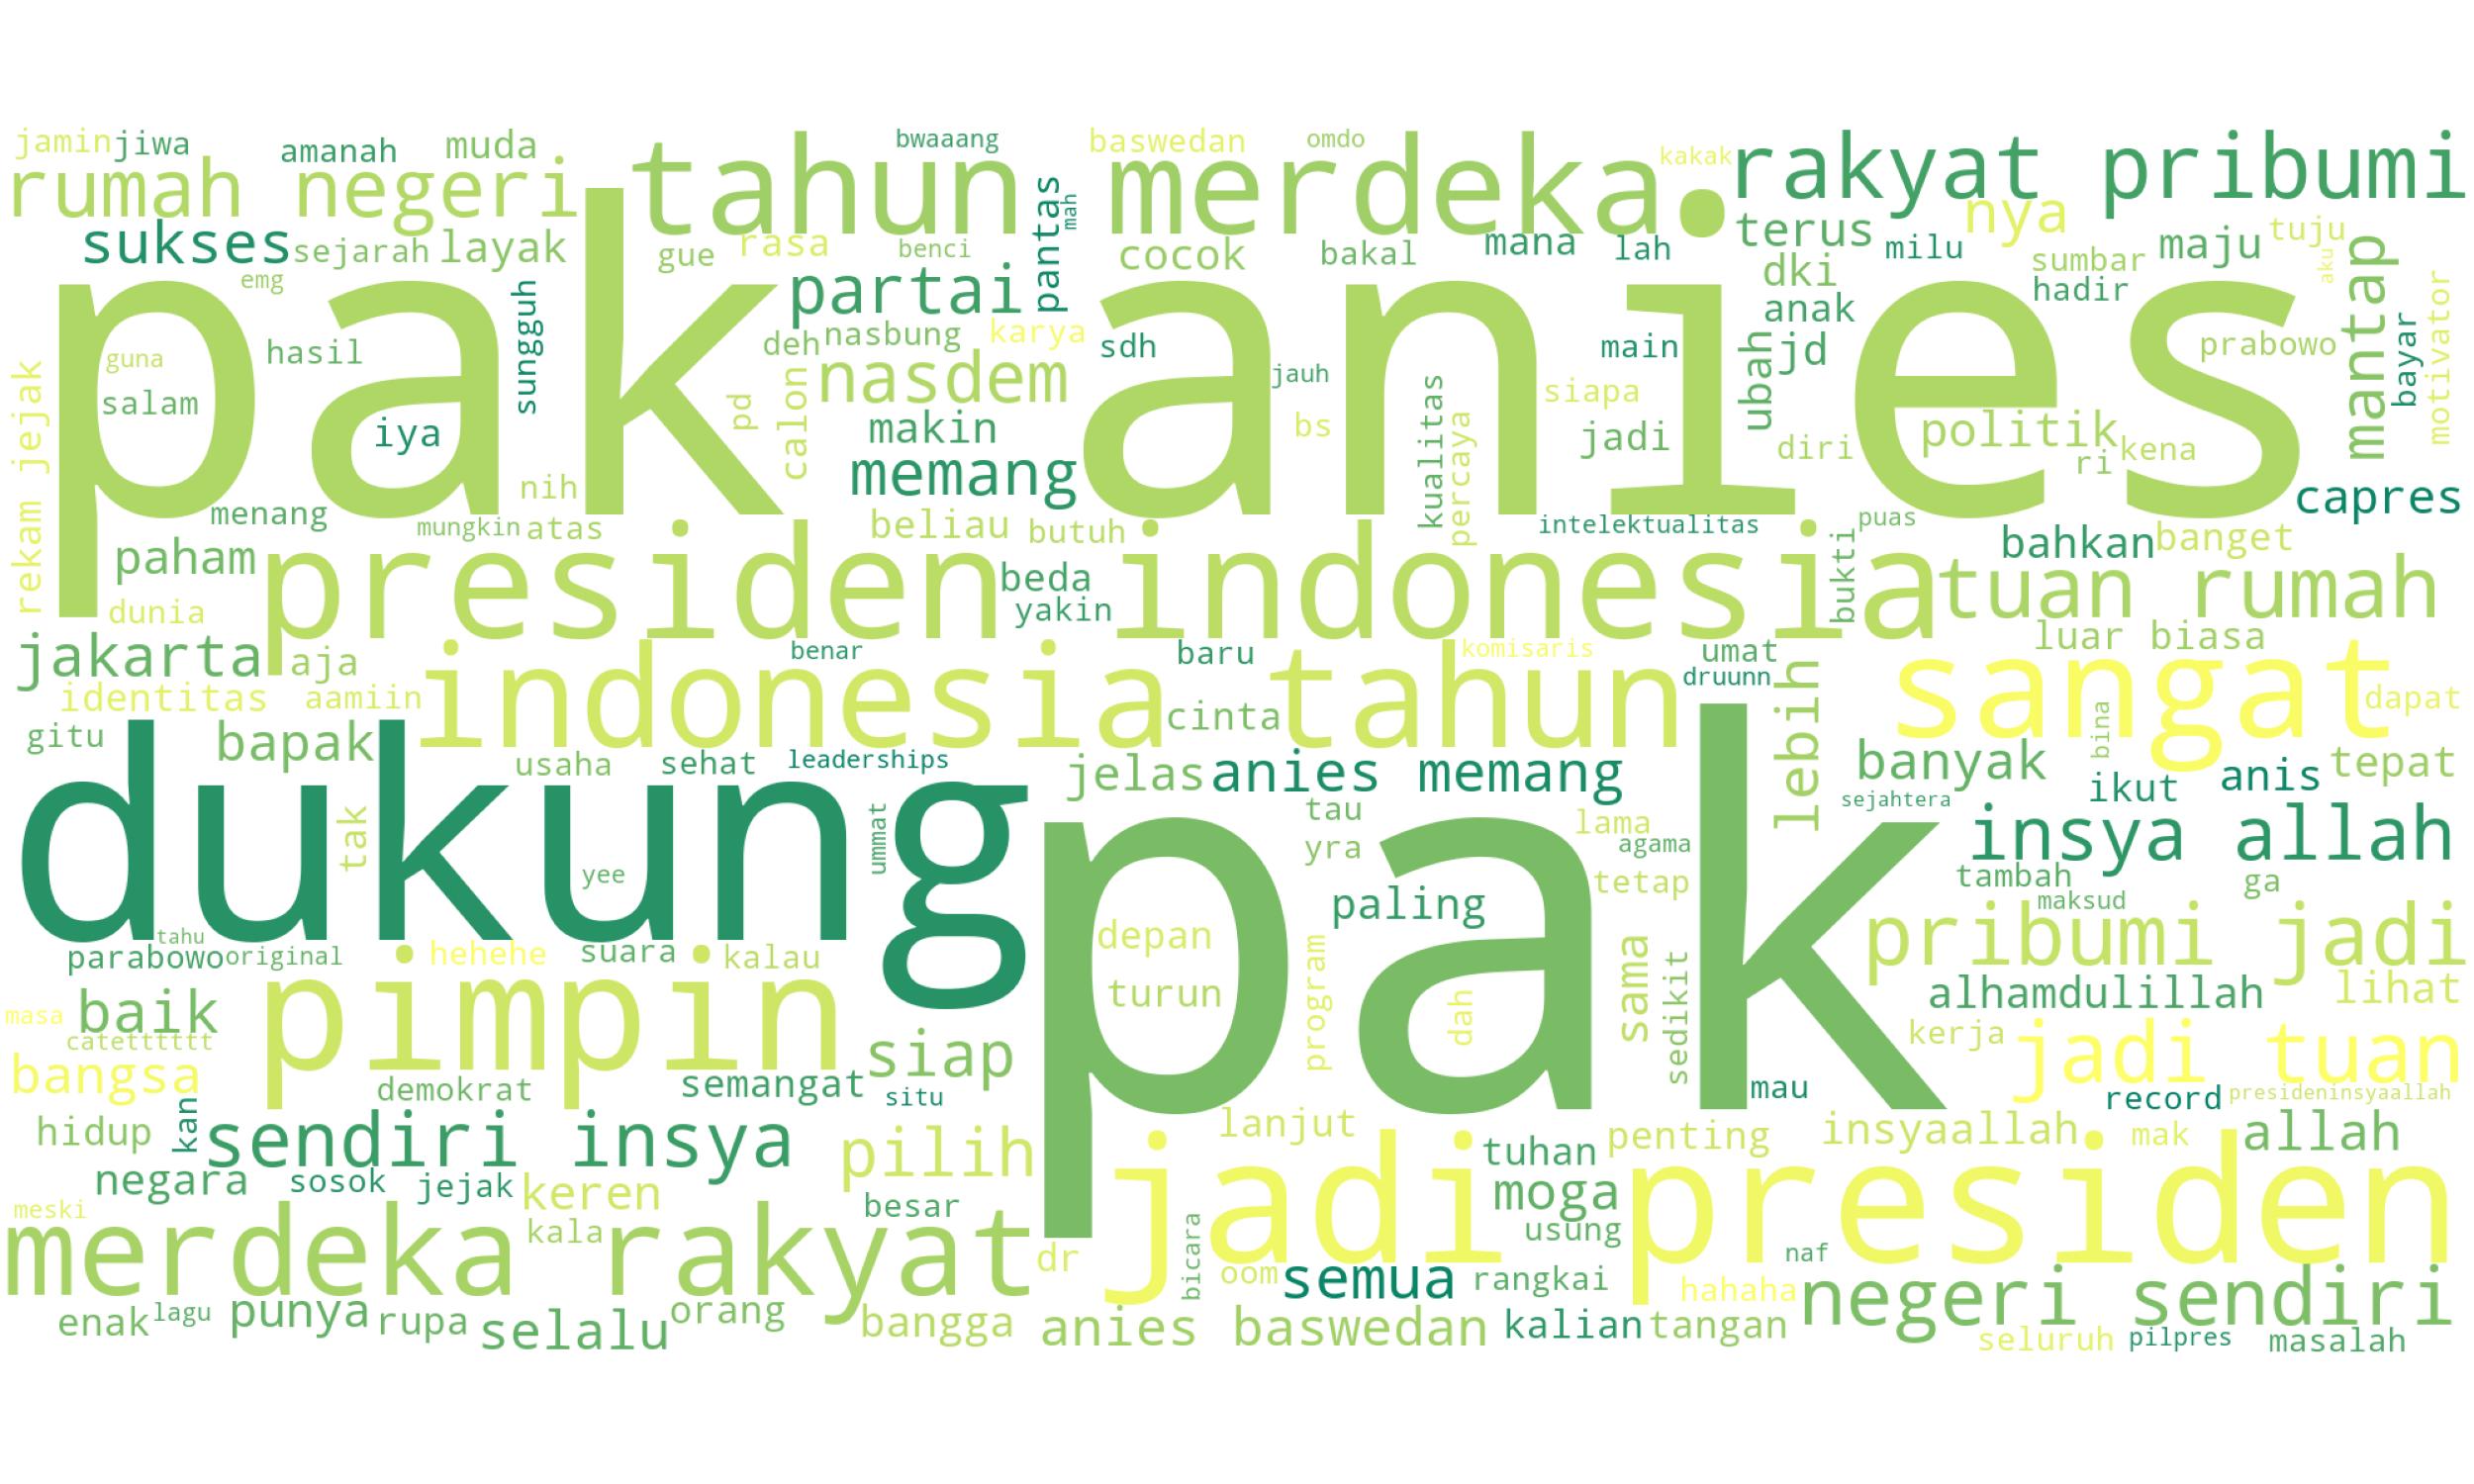 jamin jiwa amanah muda bwaaang baswedan omdo kakak
rumah negeri tahun merdeka rakyat pribumi
pantas mah nya
sukses sejarah layak gue rasa benci cocok bakal mana lah terus milu sumbar maju tuju
emg partai dki hadir aku mantap motivator
pak anies
sungguh anak
guna hasil deh nasbung karya sdh main ubah jd prabowo bayar
salam nasdem jauh siapa
rekam jejak iya pd calon makin bs kualitas percaya jadi diri politik kena
nih memang ri capres
menang mungkin atas beliau butuh intelektualitas puas bahkan banget
paham presiden indonesia beda bukti tuan rumah
dunia yakin
jakarta aja benar baru komisaris umat luar biasa
identitas aamiin indonesia tahun druunn lebih sangat dapat
gitu bapak cinta bina
usaha sehat leaderships jelas anies memang banyak ikut anis tepat
dukung pak
tak yee ummat tau yra lama agama sejahtera insya allah
paling tetap tambah ga
tahu maksud
parabowo original hehehe suara kalau depan program dah sama sedikit pribumi jadi
masa baik pimpin turun alhamdulillah lihat
catetttttt siap kerja
bangsa demokrat semangat situ mau jadi tuan
record presideninsyaallah
hidup kan sendiri insya pilih lanjut tuhan penting insyaallah mak allah
negara sosok jejak keren besar jadi moga presiden
meski merdeka kala rakyat bicara usung naf
dr oom semua rangkai hahaha negeri sendiri
enak lagu punya rupa selalu orang bangga anies baswedan kalian tangan seluruh pilpres masalah